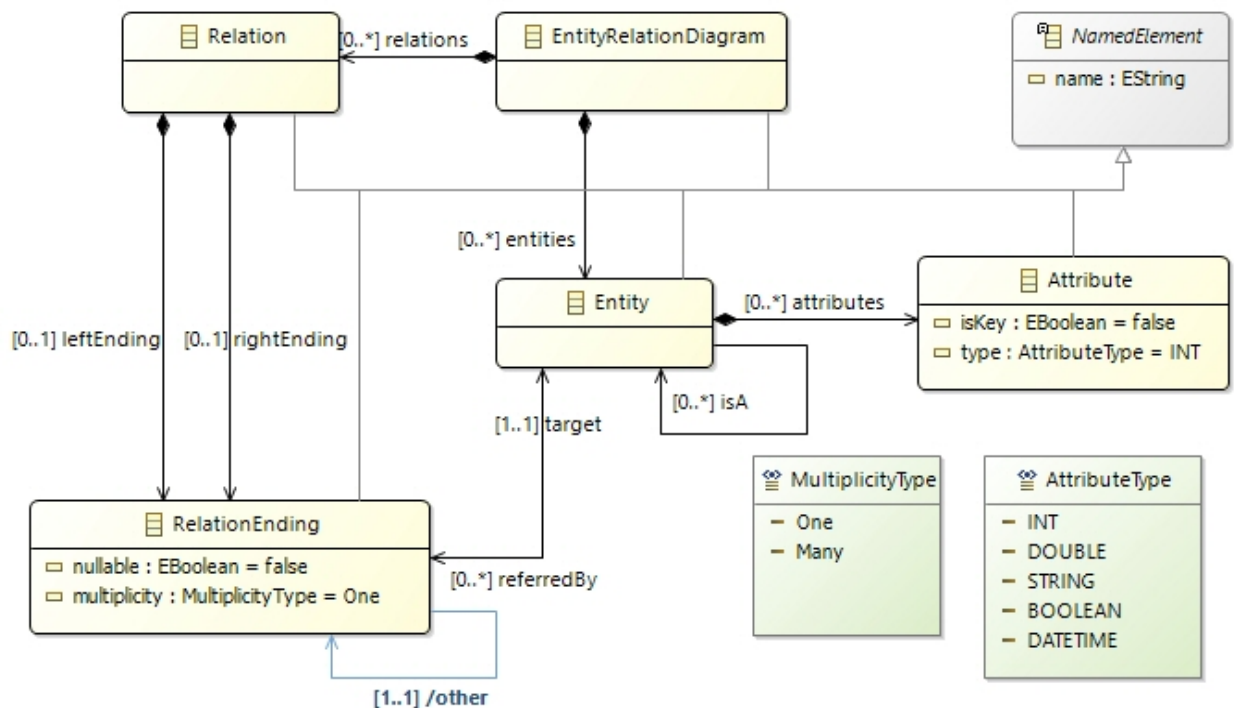 Relation
[0..*] relations
EntityRelationDiagram
NamedElement
name : EString
[0..*] entities
Entity
[0..*] attributes
Attribute
isKey : EBoolean = false
type : AttributeType = INT
[0..1] leftEnding
[0..1] rightEnding
[0..*] isA
[1..1] target
MultiplicityType
One
Many
AttributeType
INT
DOUBLE
STRING
BOOLEAN
DATETIME
RelationEnding
nullable : EBoolean = false
multiplicity : MultiplicityType = One
[0..*] referredBy
[1..1] /other